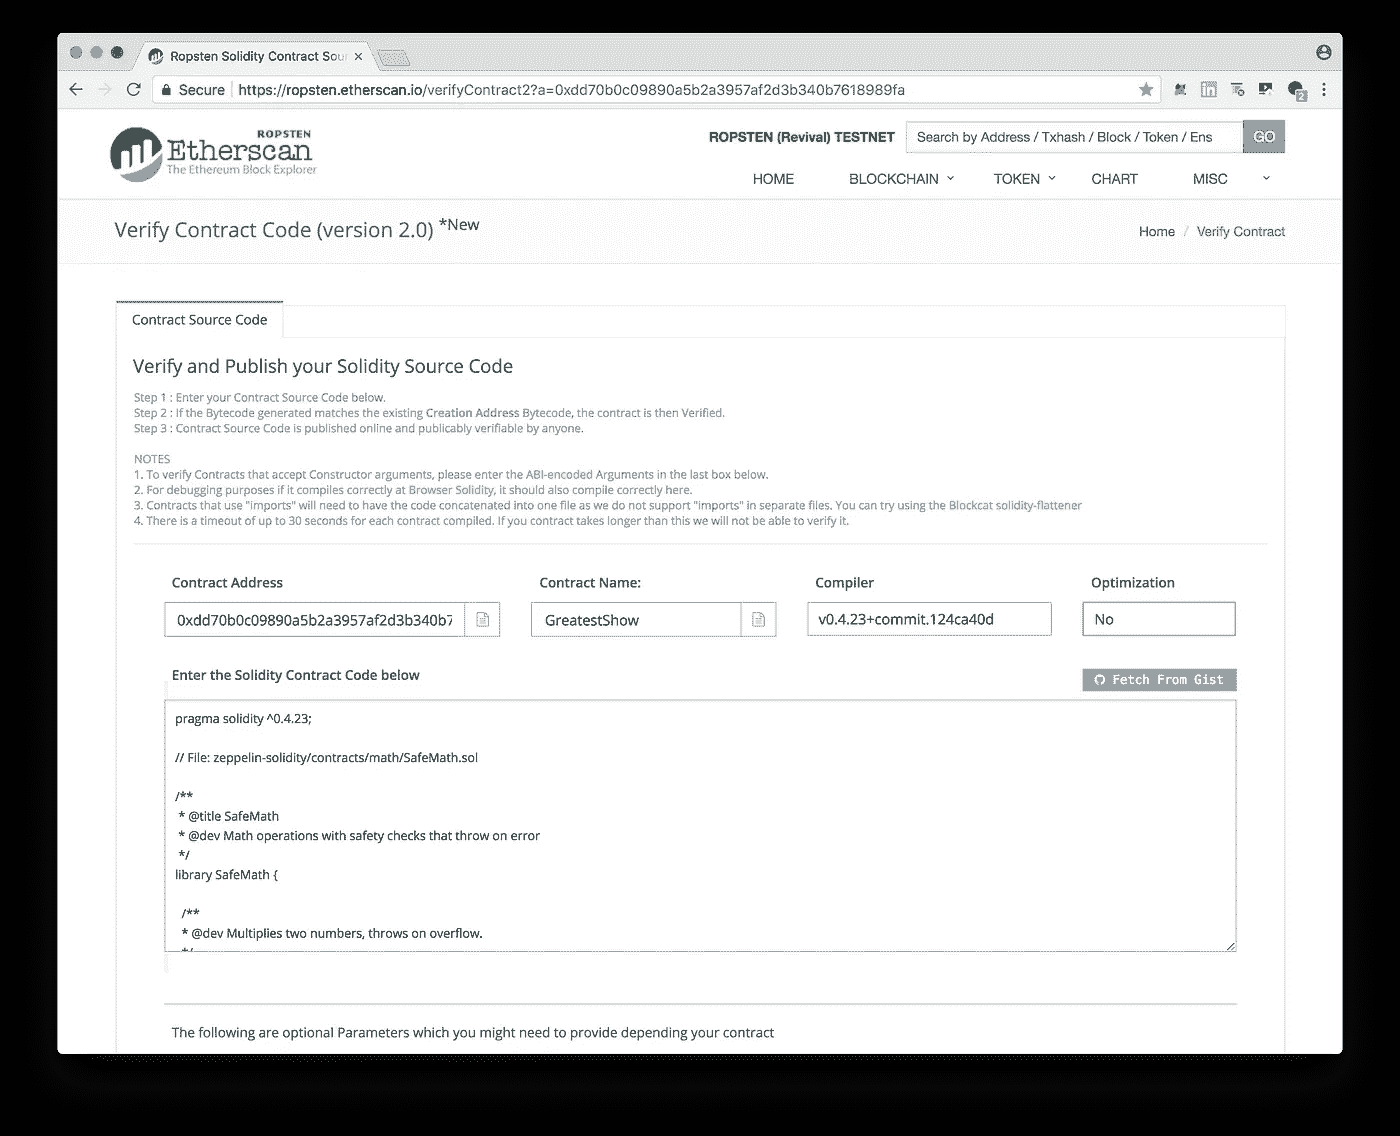 Ropsten Solidity Contract Sou
Secure https://ropsten.etherscan.io/verifyContract2?a=0xdd70b0c09890a5b2a3957af2d3b340b7618989fa
2
ROPSTEN
Etherscan
The Ethereum Block Explorer
ROPSTEN (Revival) TESTNET Search by Address / Txhash / Block / Token / Ens GO
HOME BLOCKCHAIN TOKEN CHART MISC
Verify Contract Code (version 2.0) *New
Home / Verify Contract
Contract Source Code
Verify and Publish your Solidity Source Code
Step 1 : Enter your Contract Source Code below.
Step 2 : If the Bytecode generated matches the existing Creation Address Bytecode, the contract is then Verified.
Step 3 : Contract Source Code is published online and publicably verifiable by anyone.
NOTES
1. To verify Contracts that accept Constructor arguments, please enter the ABI-encoded Arguments in the last box below.
2. For debugging purposes if it compiles correctly at Browser Solidity, it should also compile correctly here.
3. Contracts that use "imports" will need to have the code concatenated into one file as we do not support "imports" in separate files. You can try using the Blockcat solidity-flattener
4. There is a timeout of up to 30 seconds for each contract compiled. If you contract takes longer than this we will not be able to verify it.
Contract Address Contract Name: Compiler Optimization
0xdd70b0c09890a5b2a3957af2d3b340b7 GreatestShow v0.4.23+commit.124ca40d No
Enter the Solidity Contract Code below Fetch From Gist
pragma solidity ^0.4.23;
// File: zeppelin-solidity/contracts/math/SafeMath.sol
/**
* @title SafeMath
* @dev Math operations with safety checks that throw on error
*/
library SafeMath {
/**
* @dev Multiplies two numbers, throws on overflow.
*/
The following are optional Parameters which you might need to provide depending your contract